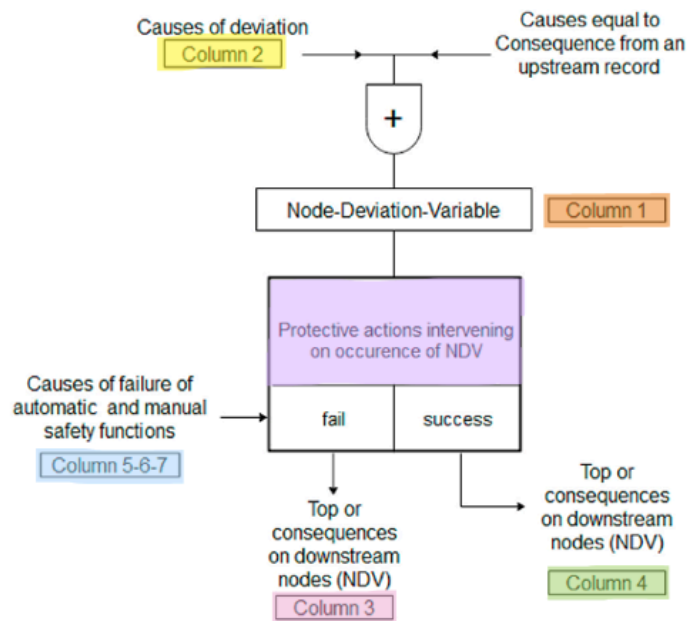 Causes of deviation
Column 2
Causes equal to
Consequence from an
upstream record
+
Node-Deviation-Variable
Column 1
Protective actions intervening
on occurence of NDV
Causes of failure of
automatic and manual
safety functions
Column 5-6-7
fail
success
Top or
consequences
on downstream
nodes (NDV)
Column 3
Top or
consequences
on downstream
nodes (NDV)
Column 4